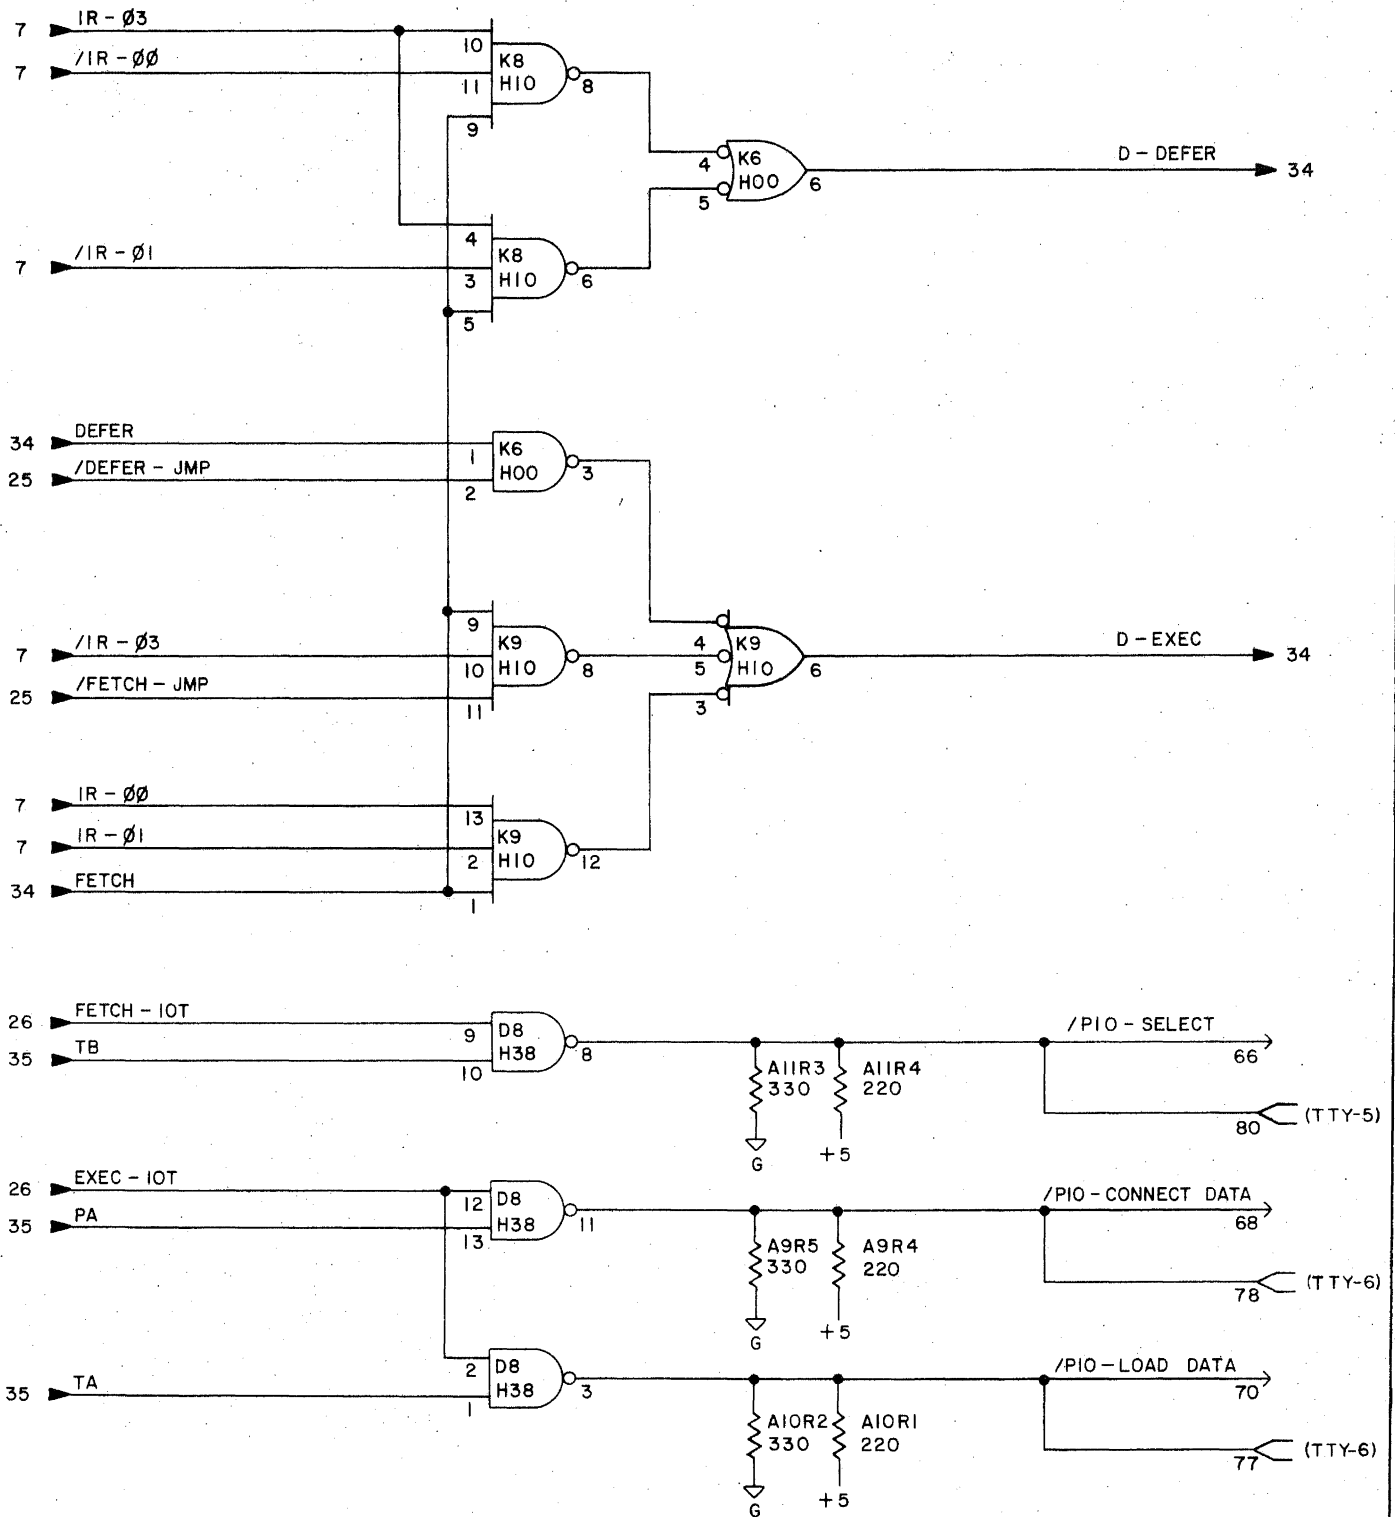 7 IR-Ø3
10
K8
7 /IR-ØØ
11 H10 8
9
4 K6 D-DEFER 34
H00 6
5
4
K8
7 /IR-Ø1
3 H10 6
5
34 DEFER
1 K6
H00 3
25 /DEFER-JMP
2
9
K9
7 /IR-Ø3
10 H10 8
25 /FETCH-JMP
11
4 K9 D-EXEC 34
5 H10 6
3
7 IR-ØØ
13
K9
7 IR-Ø1
2 H10 12
34 FETCH
1
26 FETCH-IOT
9 D8
H38 8
35 TB
10
/PIO-SELECT
66
A11R3 A11R4
330 220
80 (TTY-5)
G +5
26 EXEC-IOT
12 D8
H38 11
35 PA
13
/PIO-CONNECT DATA
68
A9R5 A9R4
330 220
78 (TTY-6)
G +5
2 D8
H38 3
35 TA
1
/PIO-LOAD DATA
70
A10R2 A10R1
330 220
77 (TTY-6)
G +5